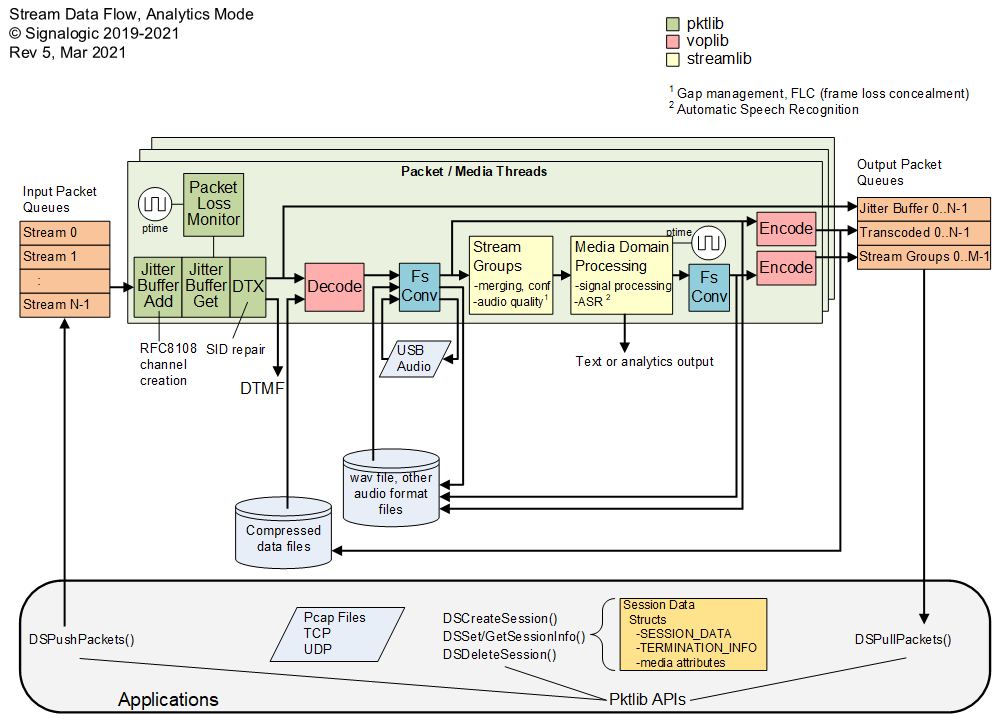 Stream Data Flow, Analytics Mode
© Signalogic 2019-2021
Rev 5, Mar 2021
pktlib
voplib
streamlib
1 Gap management, FLC (frame loss concealment)
2 Automatic Speech Recognition
Packet / Media Threads
Input Packet
Queues
Stream 0
Stream 1
:
Stream N-1
ptime
Packet
Loss
Monitor
Jitter
Buffer
Add
Jitter
Buffer
Get
DTX
RFC8108
channel
creation
SID repair
DTMF
Decode
Fs
Conv
USB
Audio
Stream
Groups
-merging, conf
-audio quality1
Media Domain
Processing
-signal processing
-ASR 2
ptime
Fs
Conv
Encode
Encode
Text or analytics output
Output Packet
Queues
Jitter Buffer 0..N-1
Transcoded 0..N-1
Stream Groups 0..M-1
wav file, other
audio format
files
Compressed
data files
DSPushPackets()
Pcap Files
TCP
UDP
DSCreateSession()
DSSet/GetSessionInfo()
DSDeleteSession()
Session Data
Structs
-SESSION_DATA
-TERMINATION_INFO
-media attributes
DSPullPackets()
Applications
Pktlib APIs